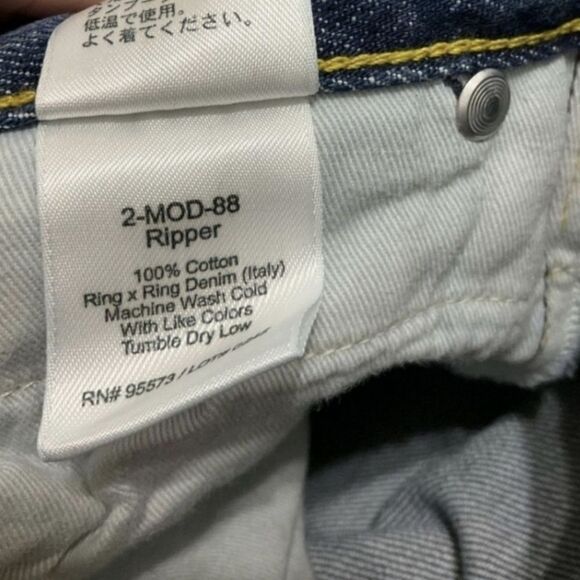 低温で使用。
よく着てください。
2-MOD-88
Ripper
100% Cotton
Ring x Ring Denim (Italy)
Machine Wash Cold
With Like Colors
Tumble Dry Low
RN# 95573 /